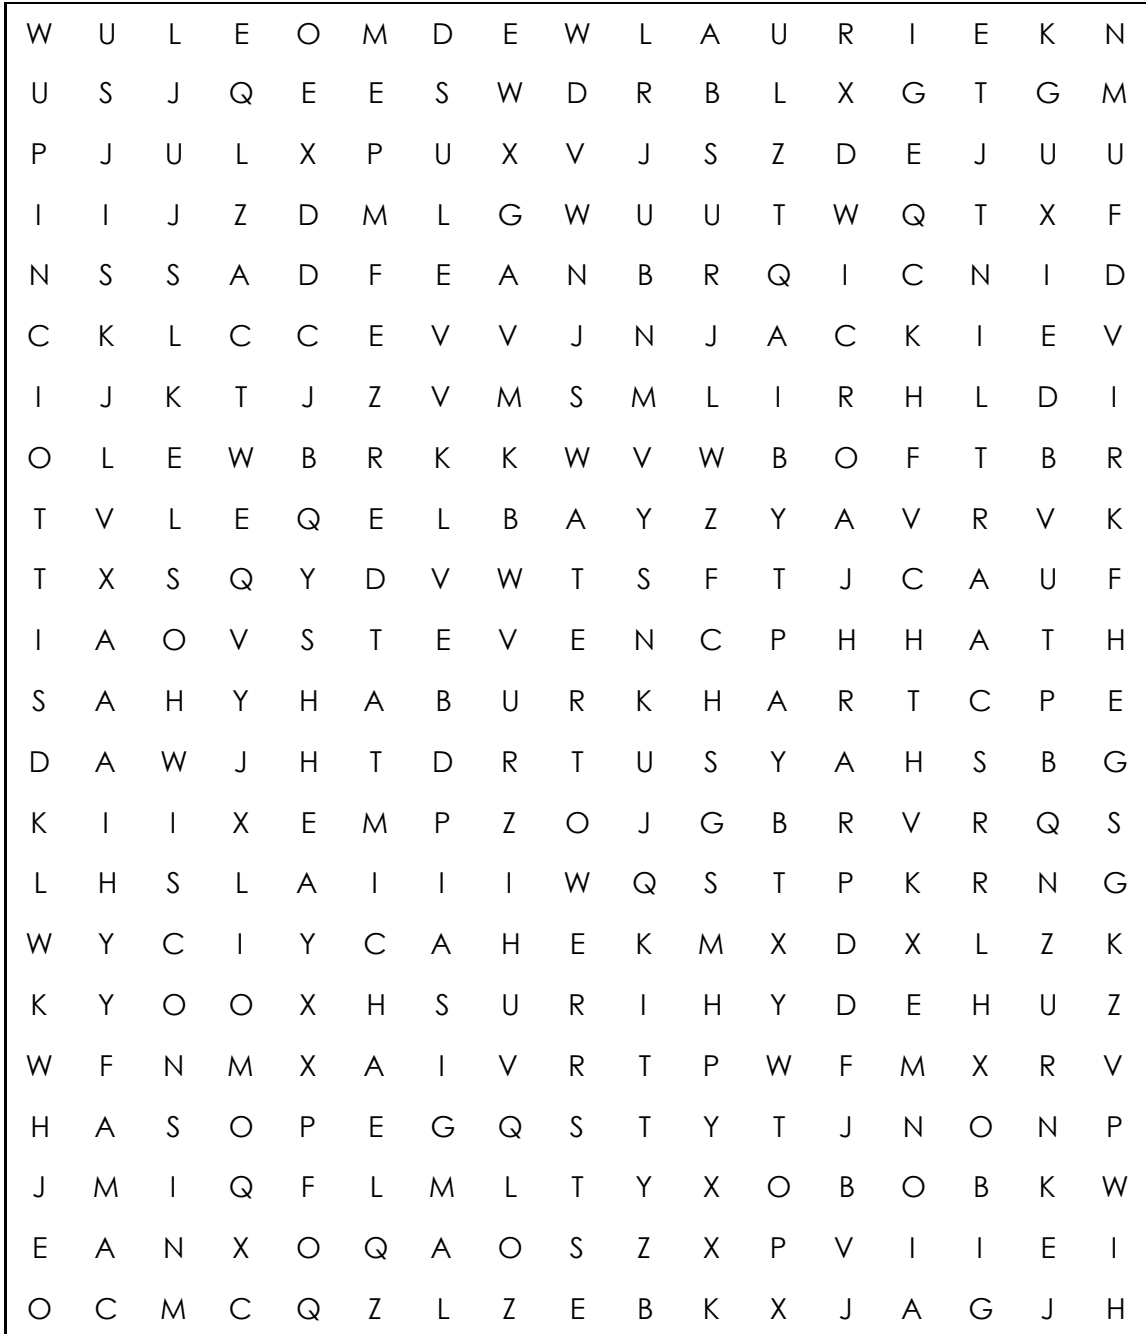 W U L E O M D E W L A U R I E K N
U S J Q E E S W D R B L X G T G M
P J U L X P U X V J S Z D E J U U
I I J Z D M L G W U U T W Q T X F
N S S A D F E A N B R Q I C N I D
C K L C C E V V J N J A C K I E V
I J K T J Z V M S M L I R H L D I
O L E W B R K K W V W B O F T B R
T V L E Q E L B A Y Z Y A V R V K
T X S Q Y D V W T S F T J C A U F
I A O V S T E V E N C P H H A T H
S A H Y H A B U R K H A R T C P E
D A W J H T D R T U S Y A H S B G
K I I X E M P Z O J G B R V R Q S
L H S L A I I I W Q S T P K R N G
W Y C I Y C A H E K M X D X L Z K
K Y O O X H S U R I H Y D E H U Z
W F N M X A I V R T P W F M X R V
H A S O P E G Q S T Y T J N O N P
J M I Q F L M L T Y X O B O B K W
E A N X O Q A O S Z X P V I I E I
O C M C Q Z L Z E B K X J A G J H